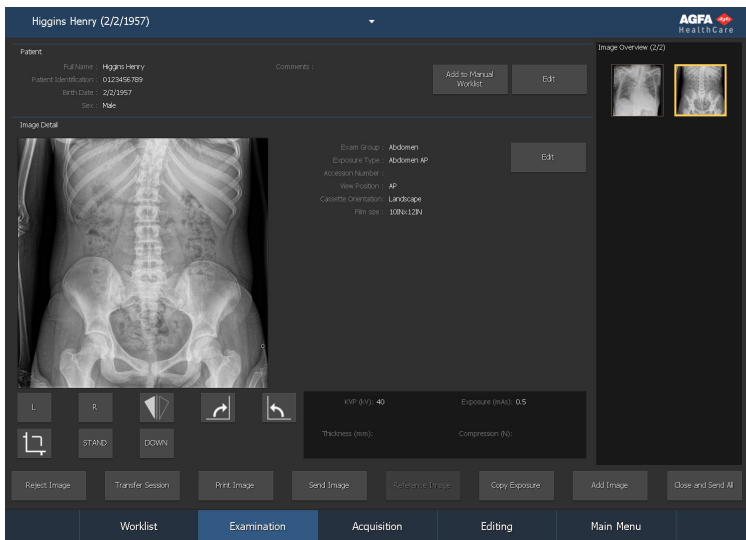 Higgins Henry (2/2/1957)
AGFA
HealthCare
Patient
Full Name : Higgins Henry
Patient Identification : 0123456789
Birth Date : 2/2/1957
Sex : Male
Comments :
Add to Manual
Worklist
Edit
Image Overview (2/2)
Image Detail
Exam Group : Abdomen
Exposure Type : Abdomen AP
Accession Number :
View Position : AP
Cassette Orientation: Landscape
Film size : 10INx12IN
Edit
L
R
STAND
DOWN
KVP (kV): 40
Exposure (mAs): 0.5
Thickness (mm):
Compression (N):
Reject Image
Transfer Session
Print Image
Send Image
Reference Image
Copy Exposure
Add Image
Close and Send All
Worklist
Examination
Acquisition
Editing
Main Menu